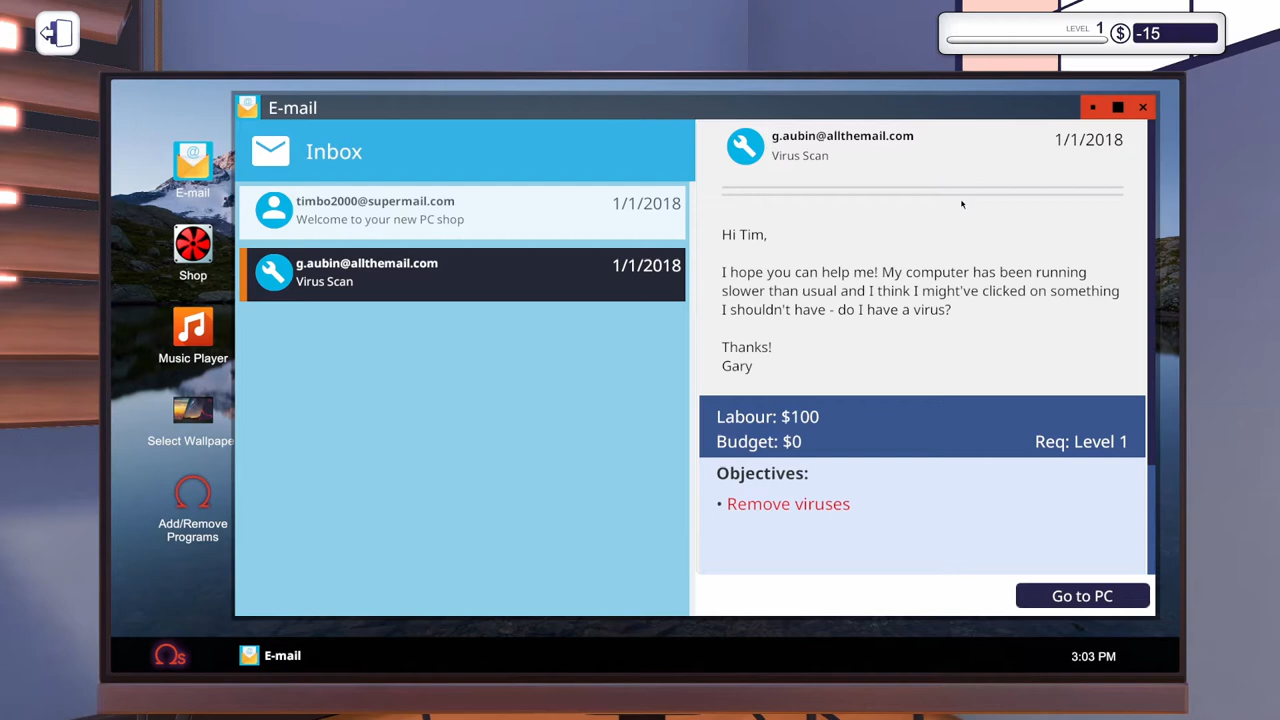 LEVEL 1 $ -15
E-mail
Inbox
timbo2000@supermail.com 1/1/2018
Welcome to your new PC shop
g.aubin@allthemail.com 1/1/2018
Virus Scan
g.aubin@allthemail.com 1/1/2018
Virus Scan
Hi Tim,
I hope you can help me! My computer has been running
slower than usual and I think I might've clicked on something
I shouldn't have - do I have a virus?
Thanks!
Gary
Labour: $100
Budget: $0 Req: Level 1
Objectives:
• Remove viruses
Go to PC
E-mail
Shop
Music Player
Select Wallpape
Add/Remove
Programs
Ωs E-mail 3:03 PM